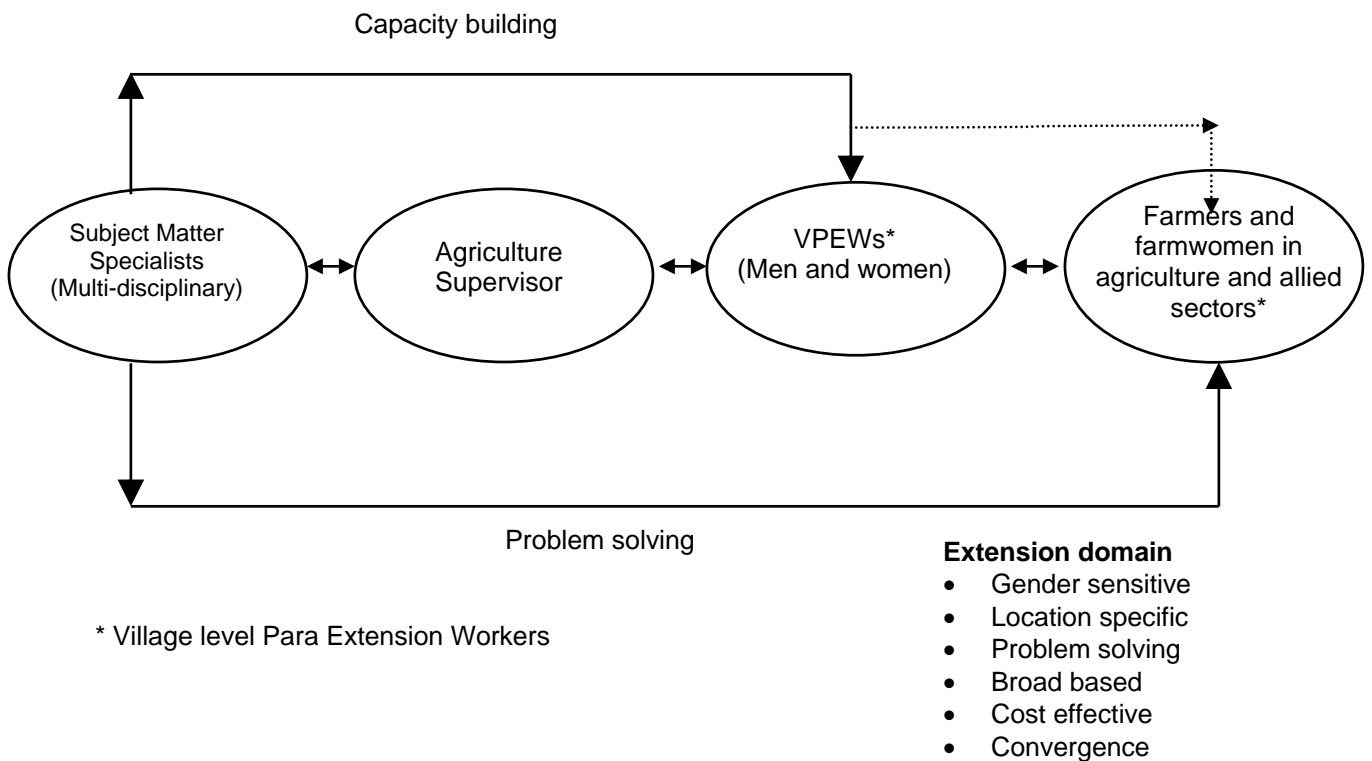 Capacity building
Subject Matter
Specialists
(Multi-disciplinary)
Agriculture
Supervisor
VPEWs*
(Men and women)
Farmers and
farmwomen in
agriculture and allied
sectors*
Problem solving
Extension domain
• Gender sensitive
• Location specific
• Problem solving
• Broad based
• Cost effective
• Convergence
* Village level Para Extension Workers